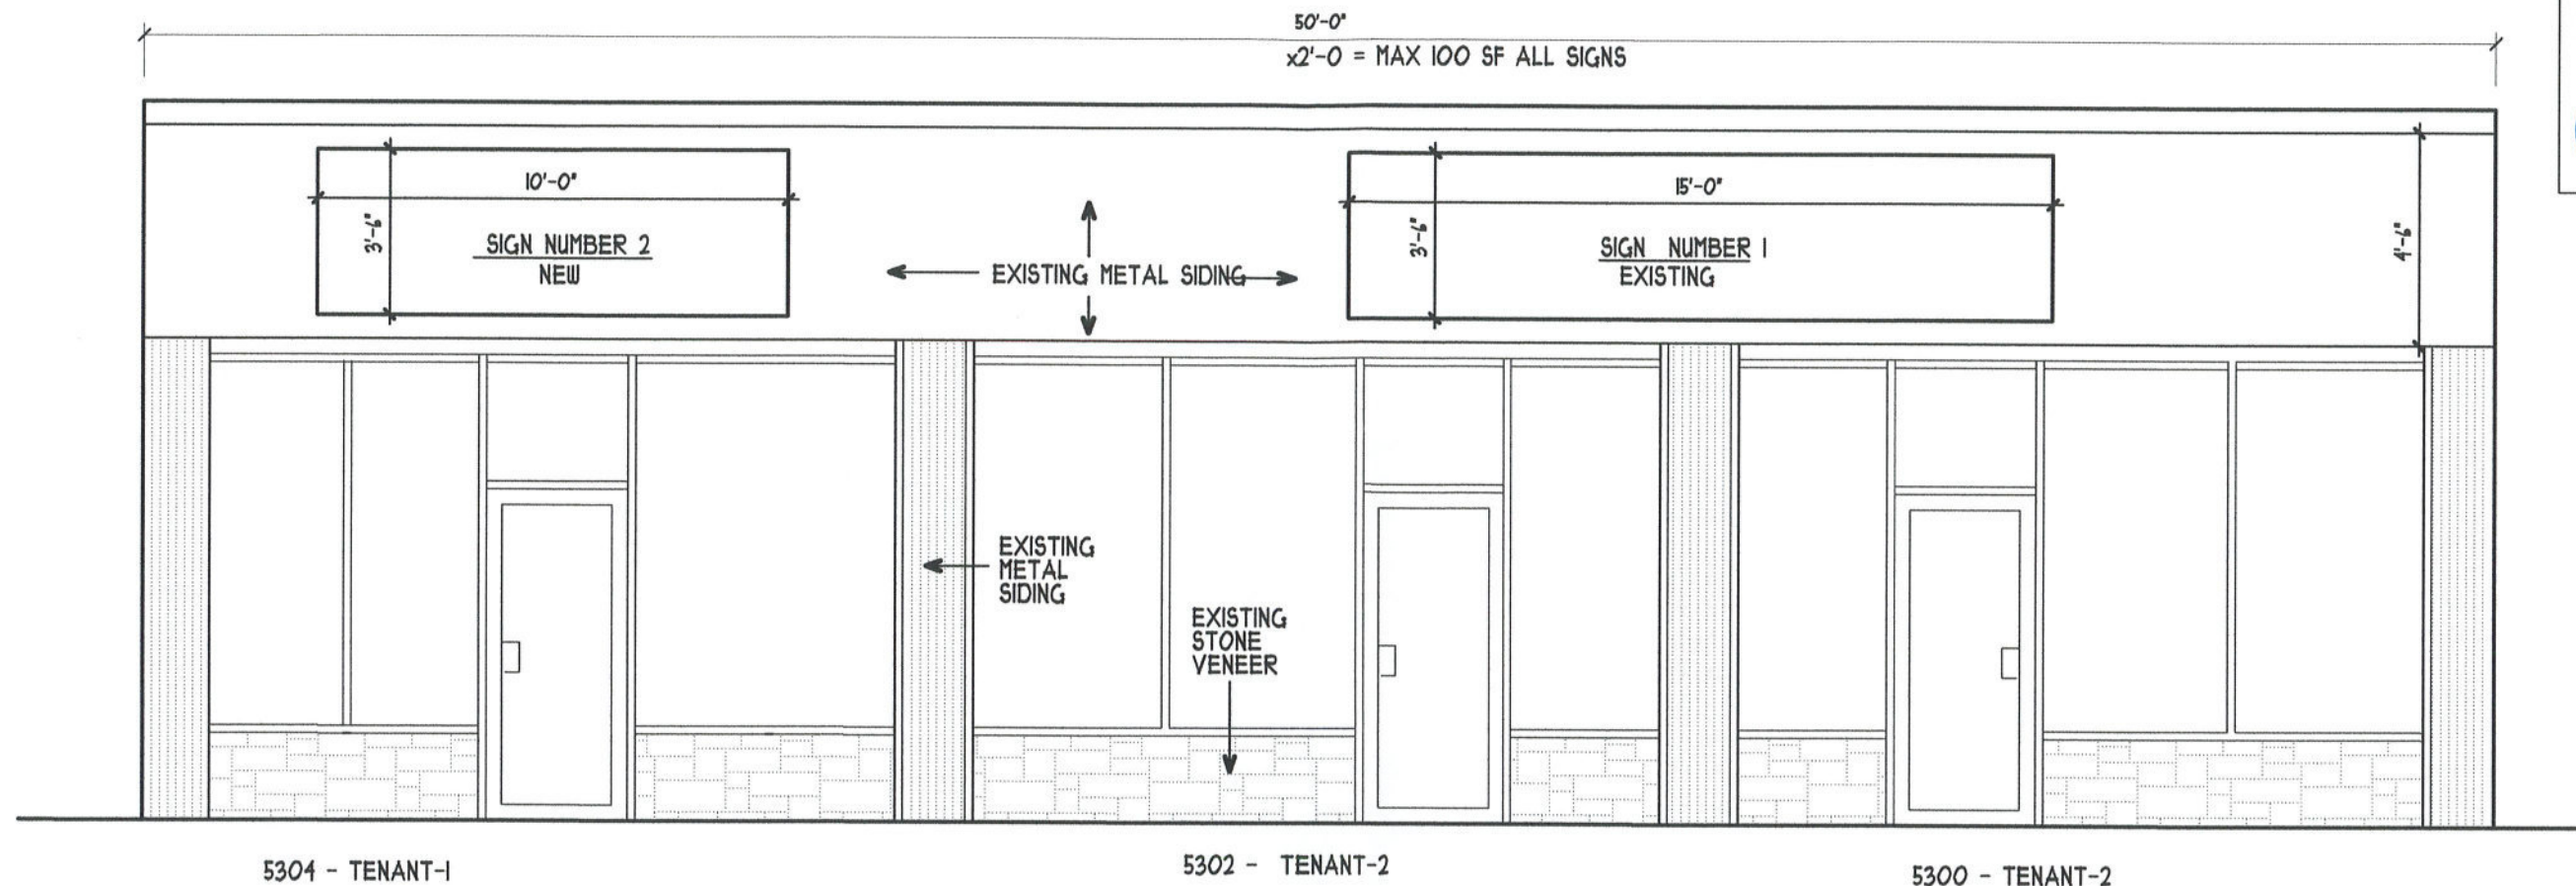 50'-0"
x2'-0 = MAX 100 SF ALL SIGNS
10'-0"
3'-6"
SIGN NUMBER 2
NEW
EXISTING METAL SIDING
15'-0"
3'-6"
SIGN NUMBER 1
EXISTING
4'-6"
EXISTING
METAL
SIDING
EXISTING
STONE
VENEER
5304 - TENANT-1
5302 - TENANT-2
5300 - TENANT-2